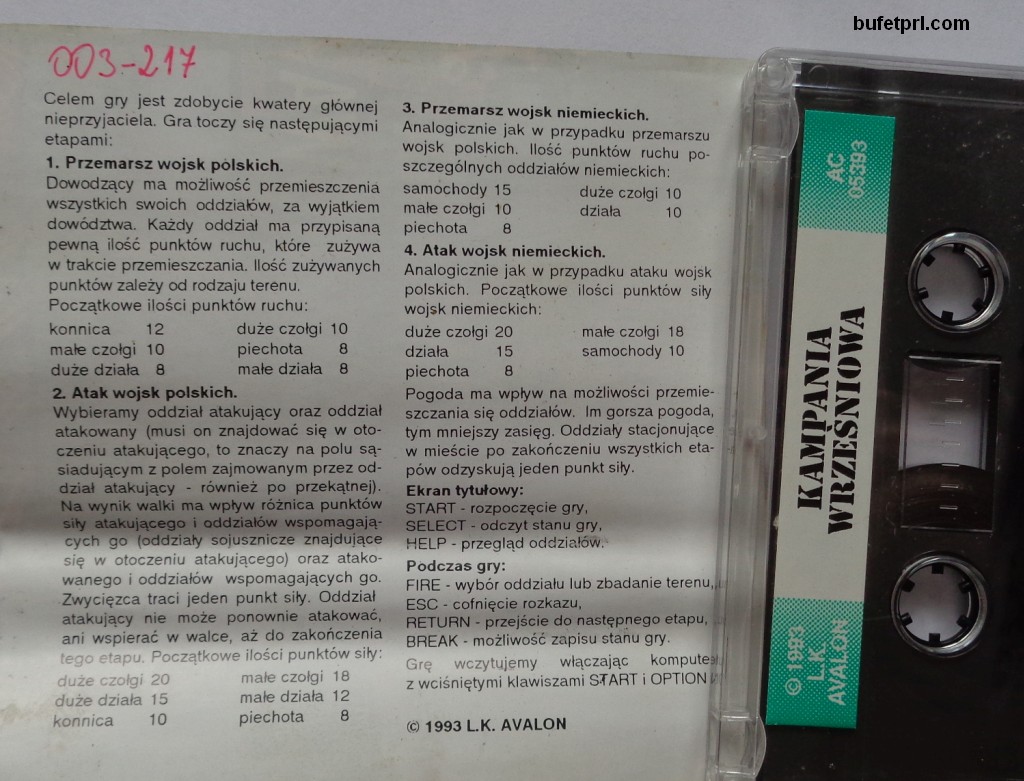 bufetprl.com
003-217
Celem gry jest zdobycie kwatery głównej
nieprzyjaciela. Gra toczy się następującymi
etapami:
1. Przemarsz wojsk polskich.
Dowodzący ma możliwość przemieszczenia
wszystkich swoich oddziałów, za wyjątkiem
dowództwa. Każdy oddział ma przypisaną
pewną ilość punktów ruchu, które zużywa
w trakcie przemieszczania. Ilość zużywanych
punktów zależy od rodzaju terenu.
Początkowe ilości punktów ruchu:
konnica 12 duże czołgi 10
małe czołgi 10 piechota 8
duże działa 8 małe działa 8
2. Atak wojsk polskich.
Wybieramy oddział atakujący oraz oddział
atakowany (musi on znajdować się w oto-
czeniu atakującego, to znaczy na polu są-
siadującym z polem zajmowanym przez od-
dział atakujący - również po przekątnej).
Na wynik walki ma wpływ różnica punktów
siły atakującego i oddziałów wspomagają-
cych go (oddziały sojusznicze znajdujące
się w otoczeniu atakującego) oraz atako-
wanego i oddziałów wspomagających go.
Zwycięzca traci jeden punkt siły. Oddział
atakujący nie może ponownie atakować,
ani wspierać w walce, aż do zakończenia
tego etapu. Początkowe ilości punktów siły:
duże czołgi 20 małe czołgi 18
duże działa 15 małe działa 12
konnica 10 piechota 8
3. Przemarsz wojsk niemieckich.
Analogicznie jak w przypadku przemarszu
wojsk polskich. Ilość punktów ruchu po-
szczególnych oddziałów niemieckich:
samochody 15 duże czołgi 10
małe czołgi 10 działa 10
piechota 8
4. Atak wojsk niemieckich.
Analogicznie jak w przypadku ataku wojsk
polskich. Początkowe ilości punktów siły
wojsk niemieckich:
duże czołgi 20 małe czołgi 18
działa 15 samochody 10
piechota 8
Pogoda ma wpływ na możliwości przemie-
szczania się oddziałów. Im gorsza pogoda,
tym mniejszy zasięg. Oddziały stacjonujące
w mieście po zakończeniu wszystkich eta-
pów odzyskują jeden punkt siły.
Ekran tytułowy:
START - rozpoczęcie gry,
SELECT - odczyt stanu gry,
HELP - przegląd oddziałów.
Podczas gry:
FIRE - wybór oddziału lub zbadanie terenu,
ESC - cofnięcie rozkazu,
RETURN - przejście do następnego etapu,
BREAK - możliwość zapisu stanu gry.
Grę wczytujemy włączając komputer
z wciśniętymi klawiszami START i OPTION
© 1993 L.K. AVALON
AC
05393
KAMPANIA
WRZEŚNIOWA
© 1993
L.K.
AVALON